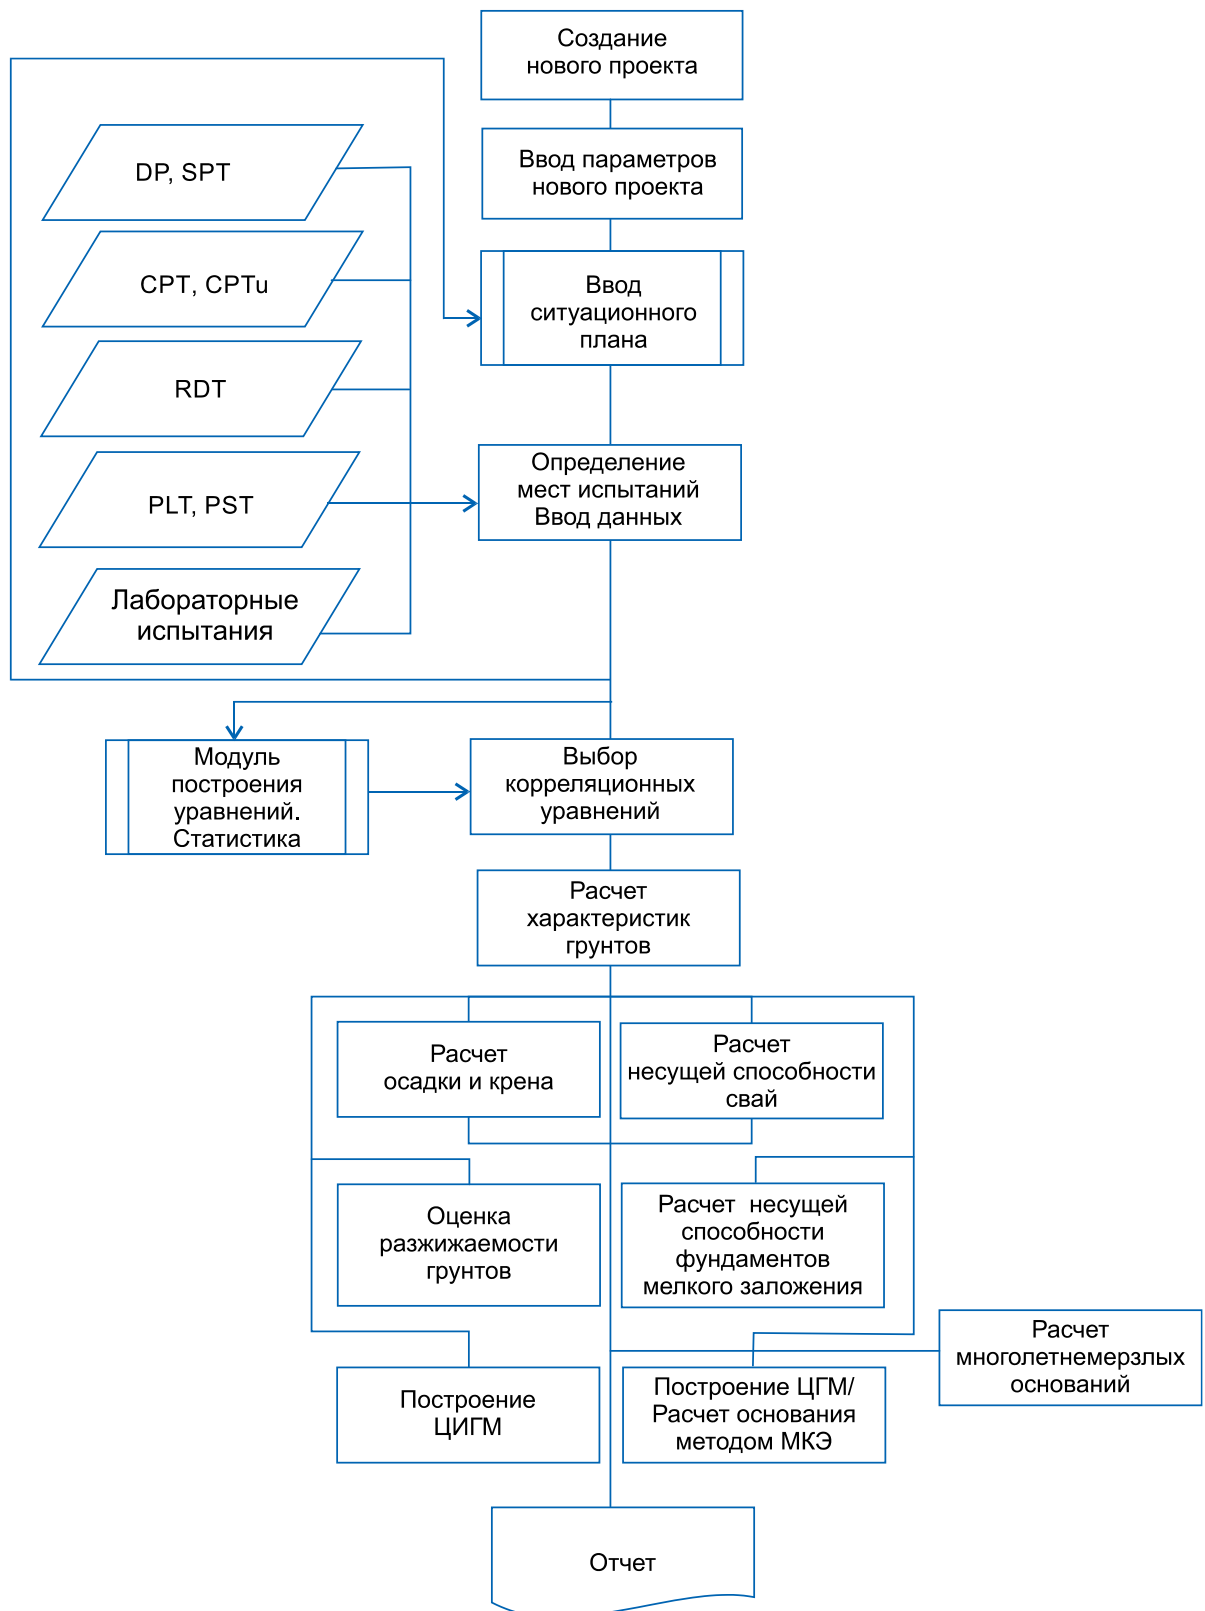 Создание
нового проекта
Ввод параметров
нового проекта
DP, SPT
CPT, CPTu
Ввод
ситуационного
плана
RDT
PLT, PST
Определение
мест испытаний
Ввод данных
Лабораторные
испытания
Модуль
построения
уравнений.
Статистика
Выбор
корреляционных
уравнений
Расчет
характеристик
грунтов
Расчет
осадки и крена
Расчет
несущей способности
свай
Оценка
разжижаемости
грунтов
Расчет несущей
способности
фундаментов
мелкого заложения
Расчет
многолетнемерзлых
оснований
Построение
ЦИГМ
Построение ЦГМ/
Расчет основания
методом МКЭ
Отчет